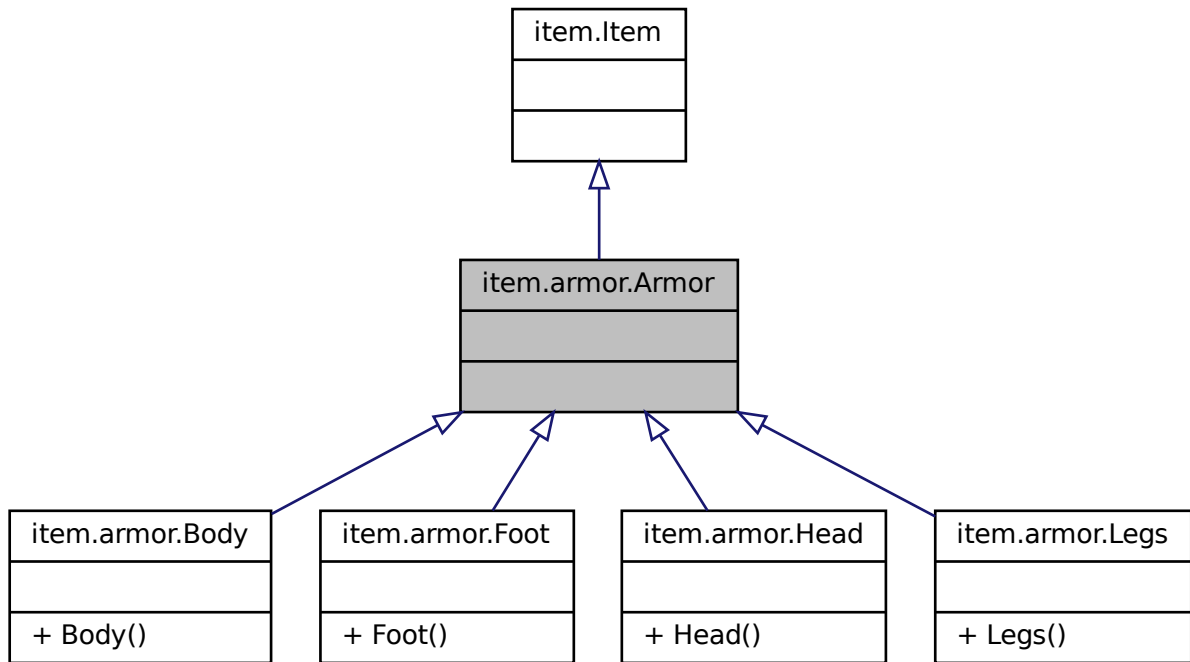 item.Item
item.armor.Armor
item.armor.Body
item.armor.Foot
item.armor.Head
item.armor.Legs
+ Body()
+ Foot()
+ Head()
+ Legs()